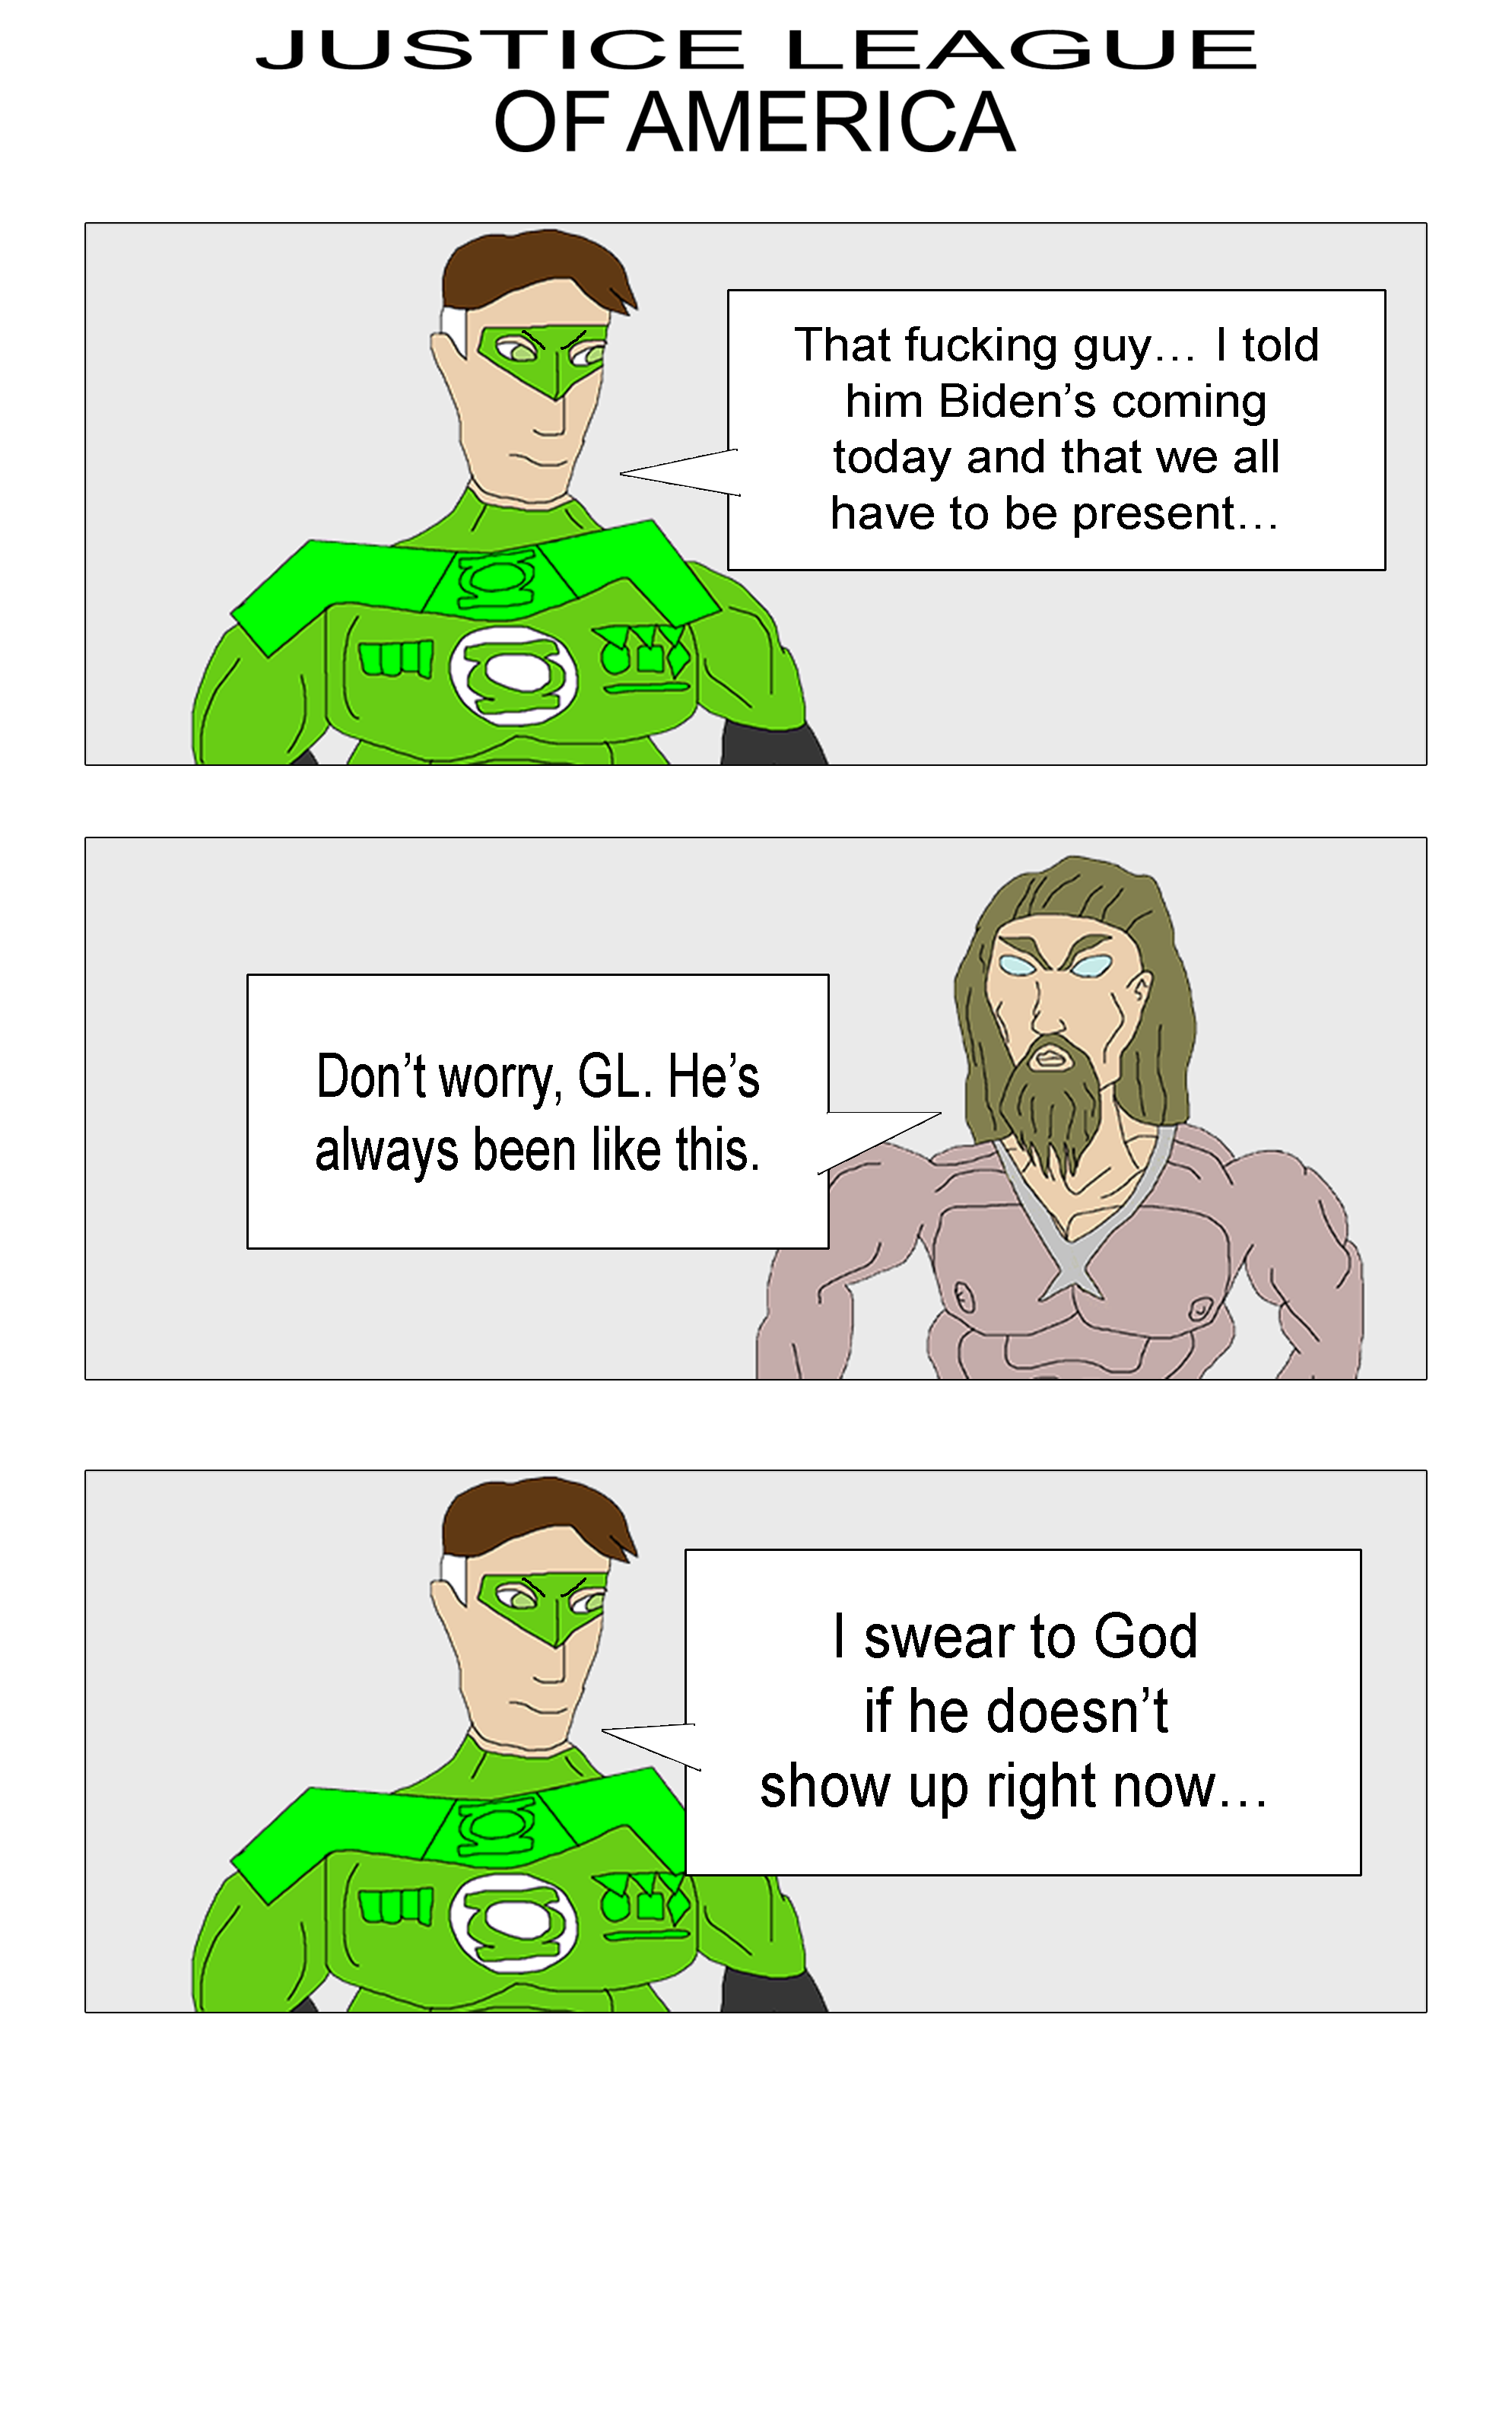 JUSTICE LEAGUE
OF AMERICA
That fucking guy… I told
him Biden’s coming
today and that we all
have to be present…
Don’t worry, GL. He’s
always been like this.
I swear to God
if he doesn’t
show up right now…